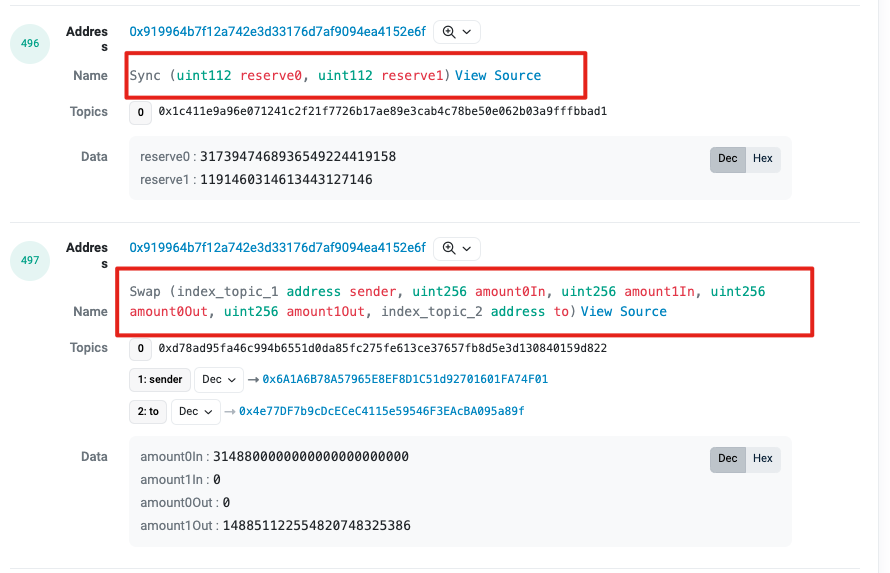 496
Address
0x919964b7f12a742e3d33176d7af9094ea4152e6f
Name
Sync (uint112 reserve0, uint112 reserve1) View Source
Topics
0 0x1c411e9a96e071241c2f21f7726b17ae89e3cab4c78be50e062b03a9fffbbad1
Data
reserve0 : 3173947468936549224419158
reserve1 : 1191460314613443127146
Dec Hex
497
Address
0x919964b7f12a742e3d33176d7af9094ea4152e6f
Name
Swap (index_topic_1 address sender, uint256 amount0In, uint256 amount1In, uint256
amount0Out, uint256 amount1Out, index_topic_2 address to) View Source
Topics
0 0xd78ad95fa46c994b6551d0da85fc275fe613ce37657fb8d5e3d130840159d822
1: sender Dec → 0x6A1A6B78A57965E8EF8D1C51d92701601FA74F01
2: to Dec → 0x4e77DF7b9cDcECeC4115e59546F3EAcBA095a89f
Data
amount0In : 3148800000000000000000000
amount1In : 0
amount0Out : 0
amount1Out : 148851122554820748325386
Dec Hex